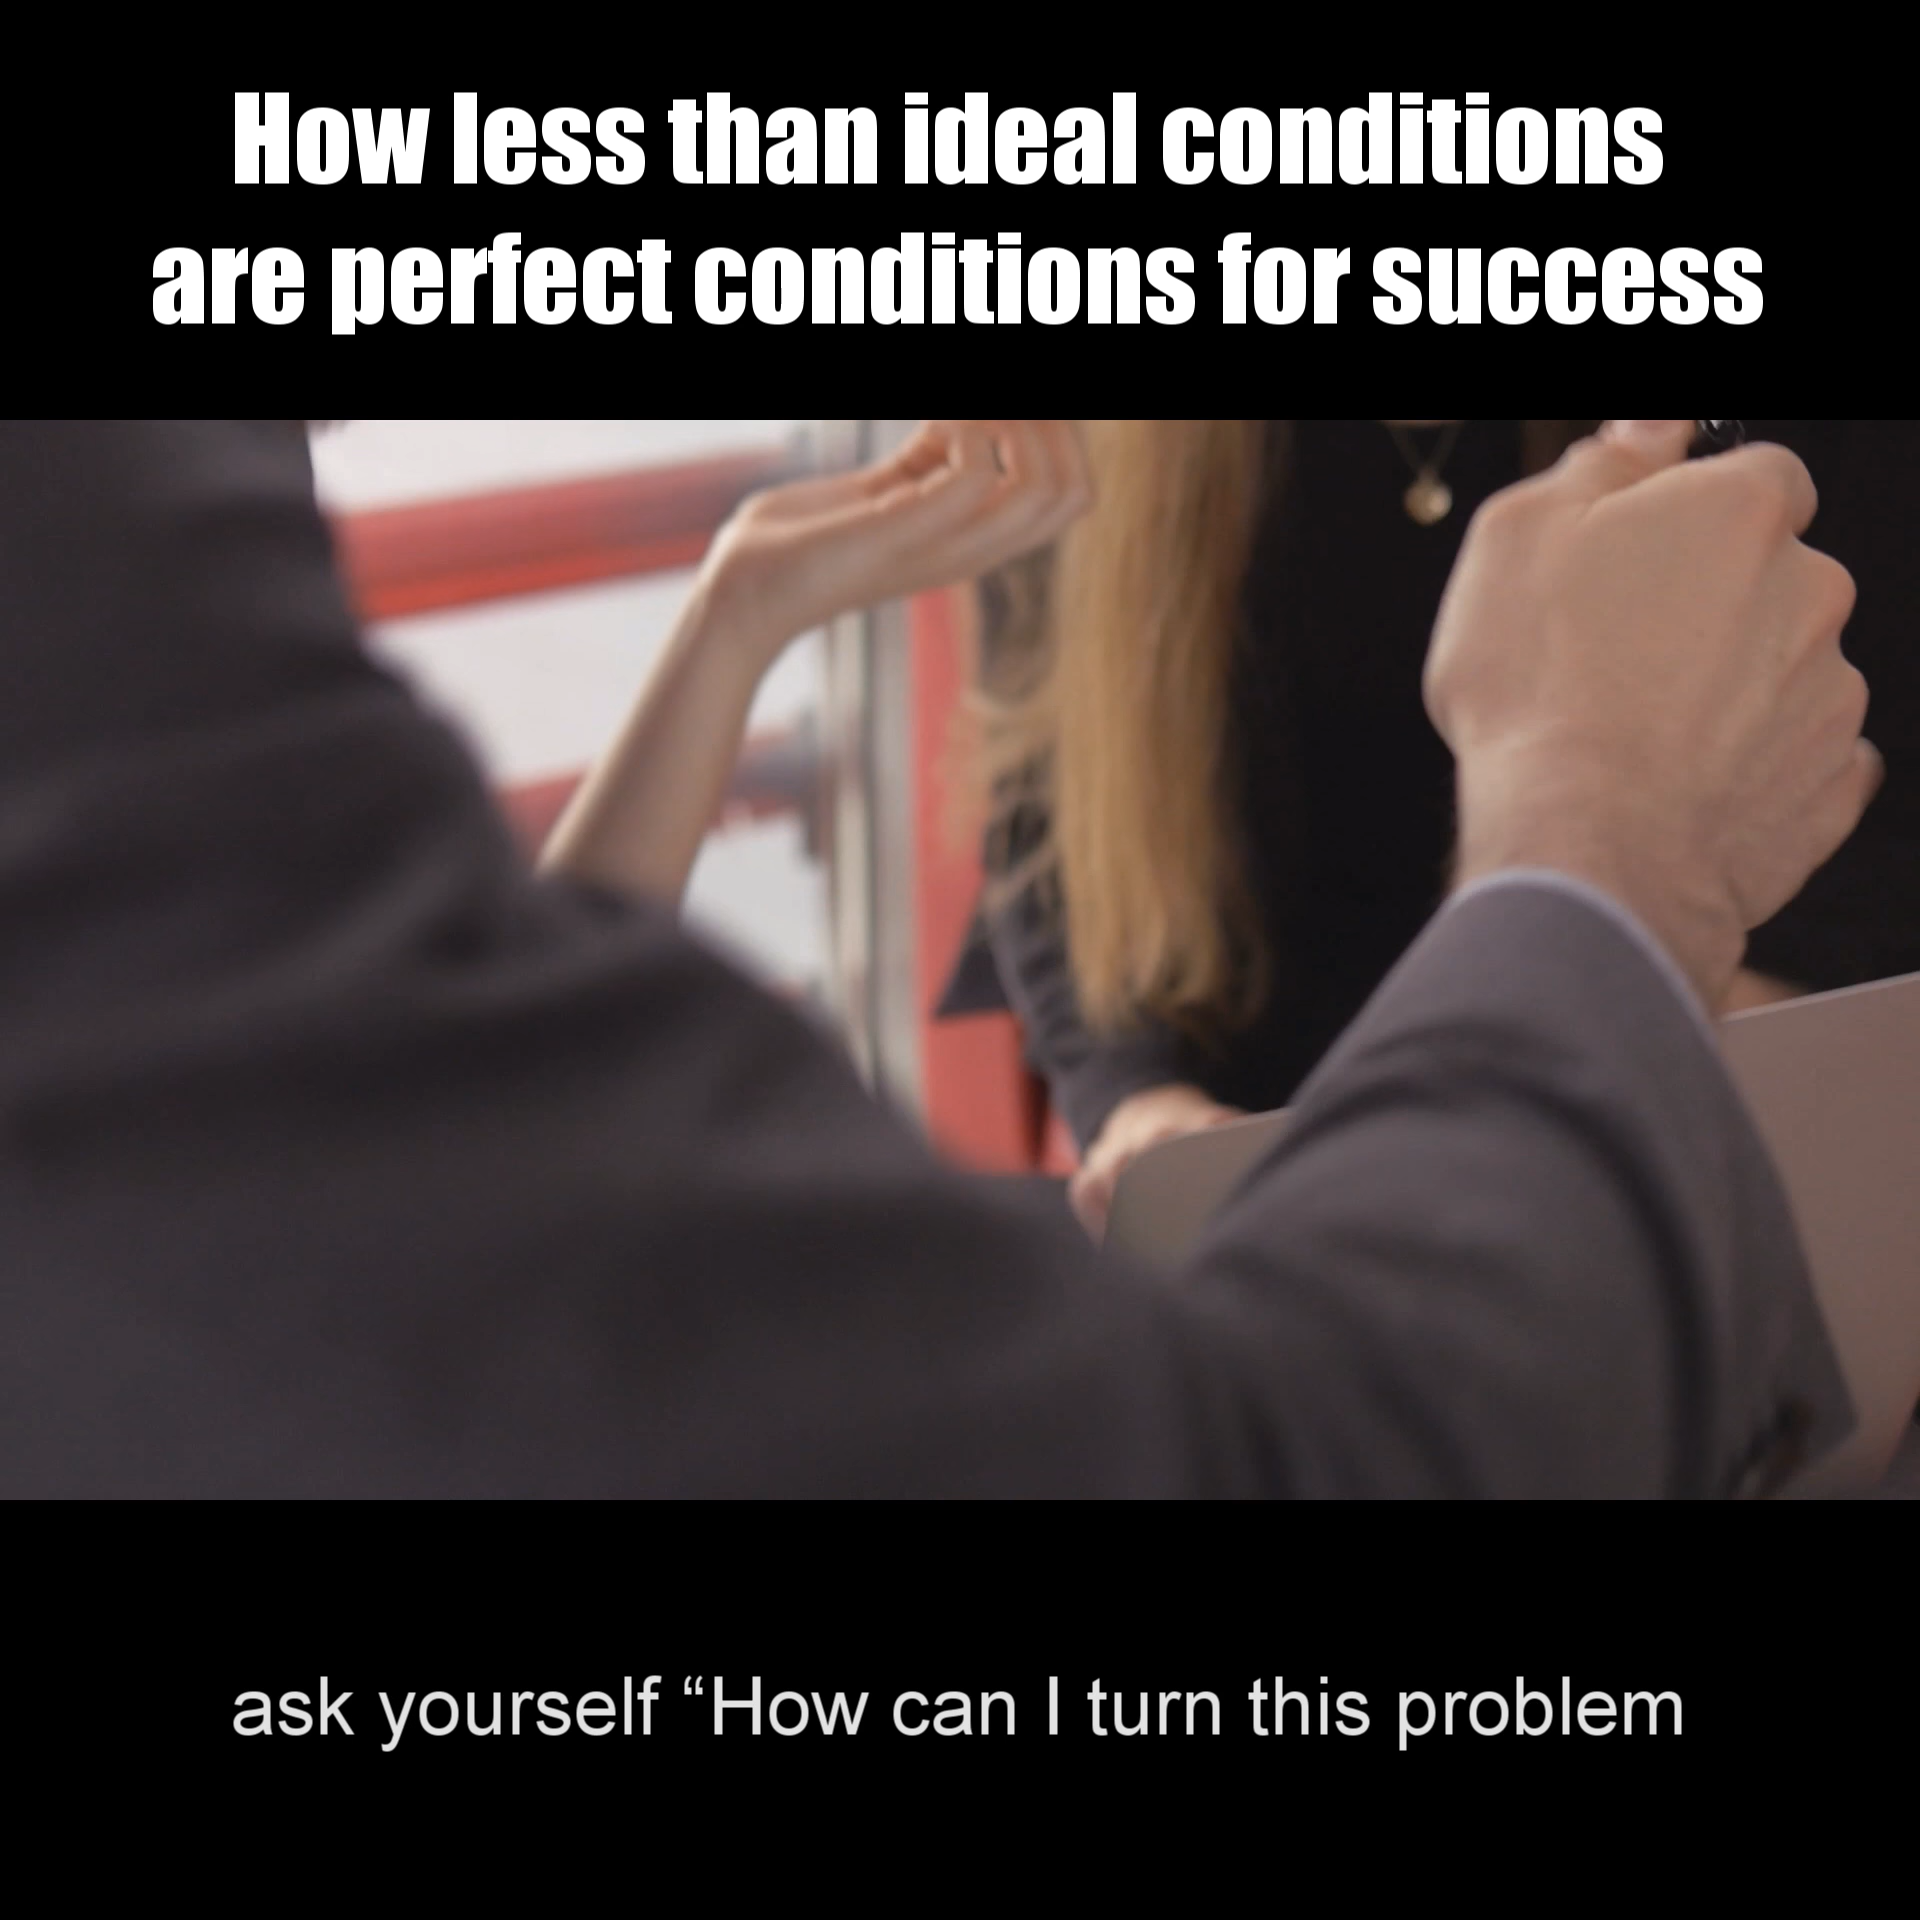 How less than ideal conditions
are perfect conditions for success
ask yourself “How can I turn this problem